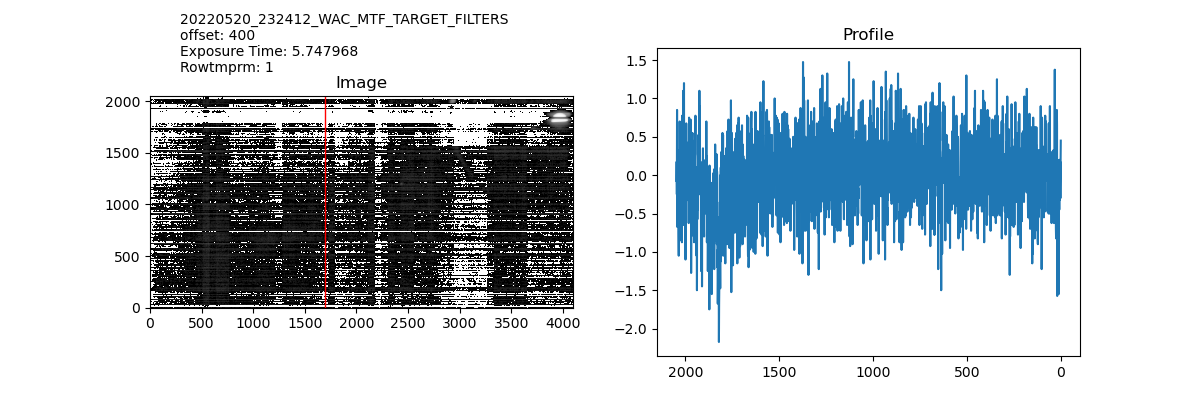 20220520_232412_WAC_MTF_TARGET_FILTERS
offset: 400
Exposure Time: 5.747968
Rowtmprm: 1
Image
2000
1500
1000
500
0
0 500 1000 1500 2000 2500 3000 3500 4000
Profile
1.5
1.0
0.5
0.0
−0.5
−1.0
−1.5
−2.0
2000 1500 1000 500 0